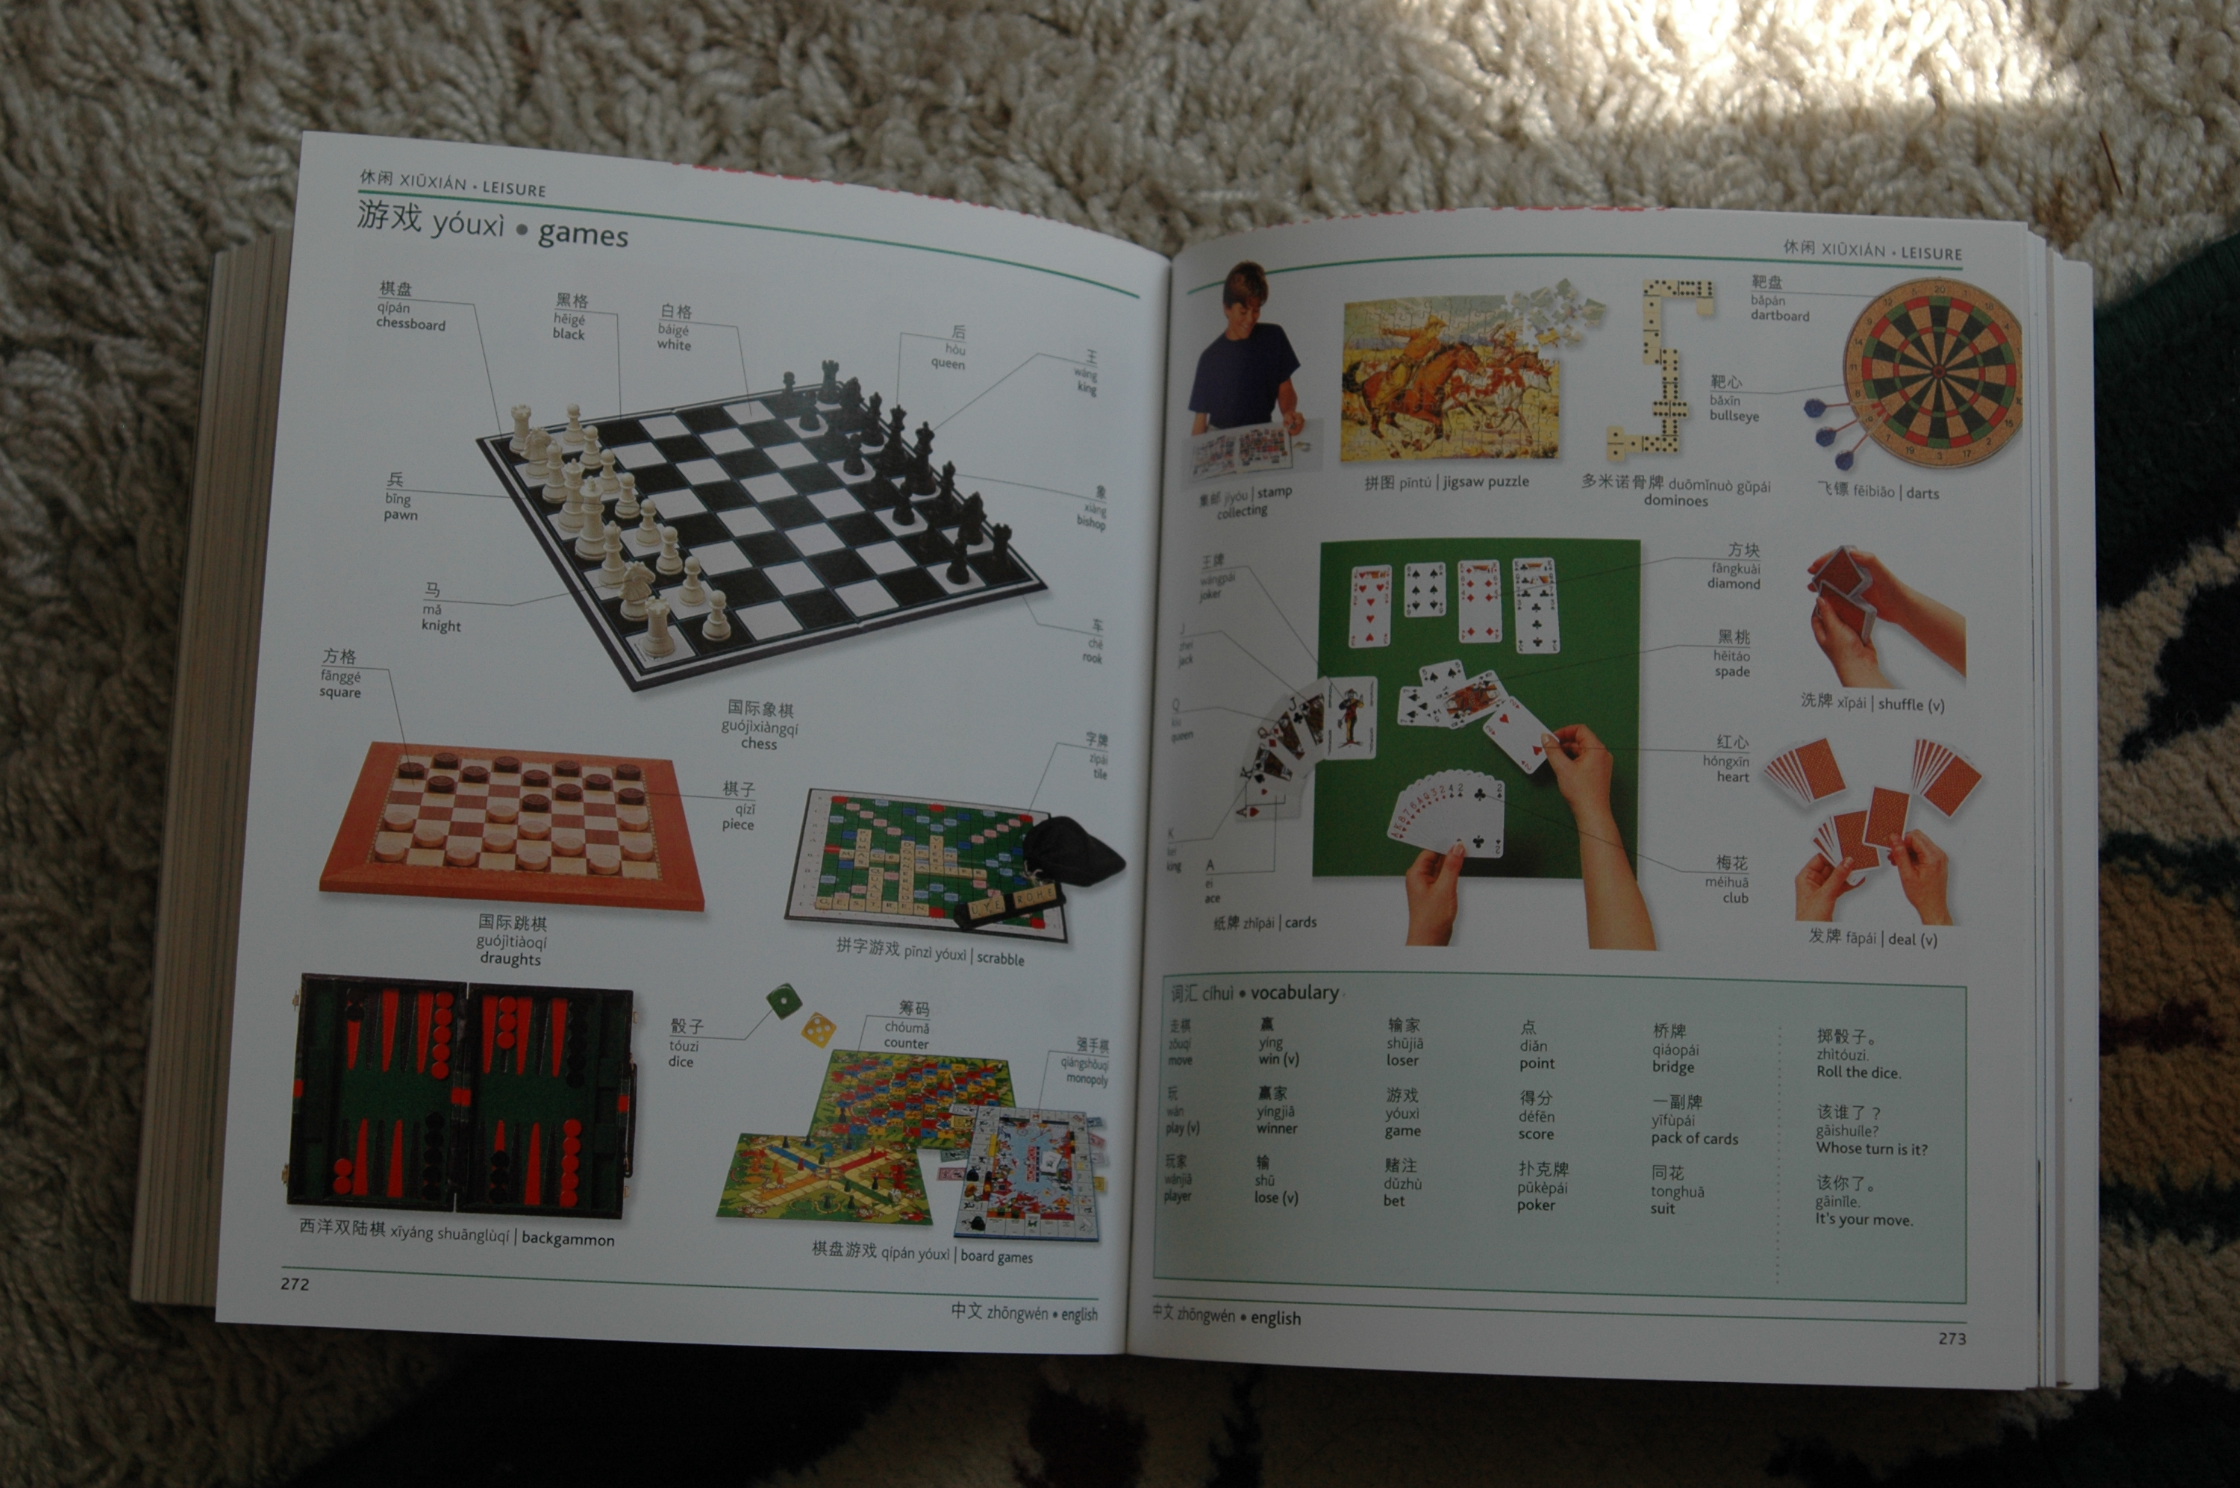 休闲 XIŪXIÁN • LEISURE
游戏 yóuxì • games
棋盘
qípán
chessboard
黑格
hēigé
black
白格
báigé
white
后
hòu
queen
王
wáng
king
象
xiàng
bishop
车
chē
rook
兵
bīng
pawn
马
mǎ
knight
国际象棋
guójìxiàngqí
chess
方格
fānggé
square
棋子
qízǐ
piece
国际跳棋
guójìtiàoqí
draughts
字牌
zìpái
tile
拼字游戏 pīnzì yóuxì | scrabble
骰子
tóuzi
dice
筹码
chóumǎ
counter
强手棋
qiángshǒuqí
monopoly
棋盘游戏 qípán yóuxì | board games
西洋双陆棋 xīyáng shuānglùqí | backgammon
272
中文 zhōngwén • english
休闲 XIŪXIÁN • LEISURE
集邮 jíyóu | stamp
collecting
拼图 pīntú | jigsaw puzzle
多米诺骨牌 duōmǐnuò gǔpái
dominoes
靶盘
bǎpán
dartboard
靶心
bǎxīn
bullseye
飞镖 fēibiāo | darts
王牌
wángpái
joker
J
jack
Q
queen
K
king
A
ace
纸牌 zhǐpái | cards
方块
fāngkuài
diamond
黑桃
hēitáo
spade
红心
hóngxīn
heart
梅花
méihuā
club
洗牌 xǐpái | shuffle (v)
发牌 fāpái | deal (v)
词汇 cíhuì • vocabulary
走棋
zǒuqí
move
玩
wán
play (v)
玩家
wánjiā
player
赢
yíng
win (v)
赢家
yíngjiā
winner
输
shū
lose (v)
输家
shūjiā
loser
游戏
yóuxì
game
赌注
dǔzhù
bet
点
diǎn
point
得分
défēn
score
扑克牌
pūkèpái
poker
桥牌
qiáopái
bridge
一副牌
yīfùpái
pack of cards
同花
tónghuā
suit
掷骰子。
zhìtóuzi.
Roll the dice.
该谁了？
gāishuíle?
Whose turn is it?
该你了。
gāinǐle.
It's your move.
中文 zhōngwén • english
273